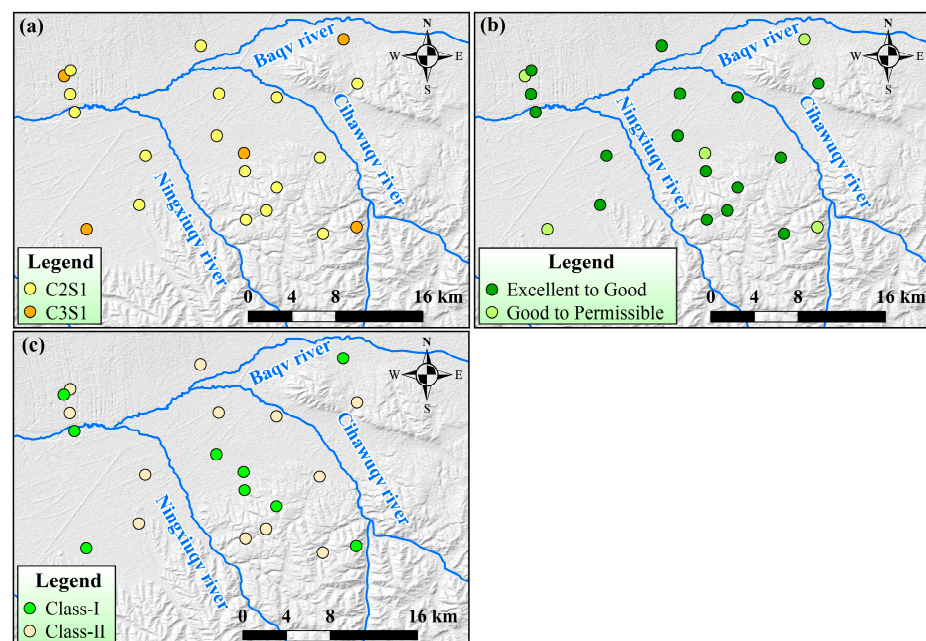 (a)
Baqv river
N
W E
S
Cihawuqv river
Ningxiuqv river
Legend
C2S1
C3S1
0 4 8 16 km
(b)
Baqv river
N
W E
S
Ningxiuqv river
Cihawuqv river
Legend
Excellent to Good
Good to Permissible
0 4 8 16 km
(c)
Baqv river
N
W E
S
Cihawuqv river
Ningxiuqv river
Legend
Class-I
Class-II
0 4 8 16 km